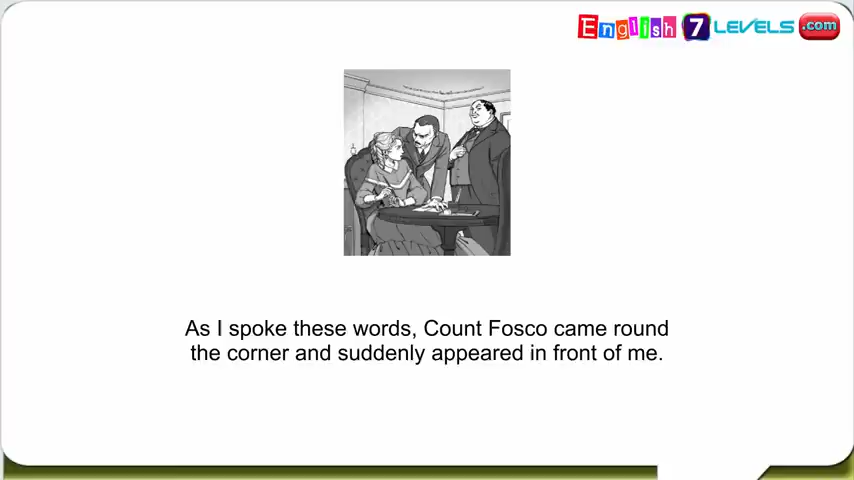 English 7 LEVELS .com
As I spoke these words, Count Fosco came round
the corner and suddenly appeared in front of me.